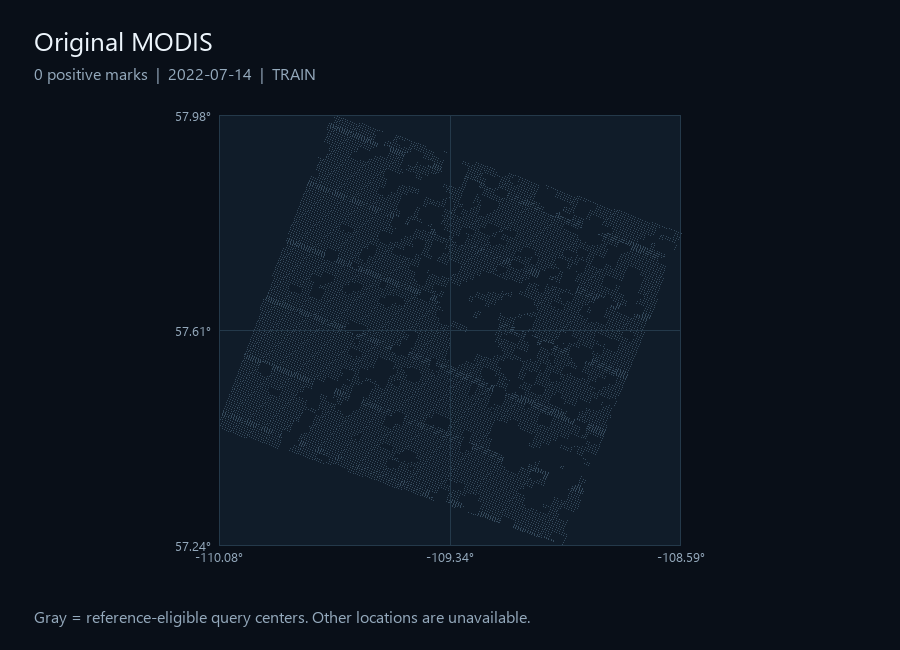 Original MODIS
0 positive marks | 2022-07-14 | TRAIN
57.98°
57.61°
57.24°
-110.08°
-109.34°
-108.59°
Gray = reference-eligible query centers. Other locations are unavailable.